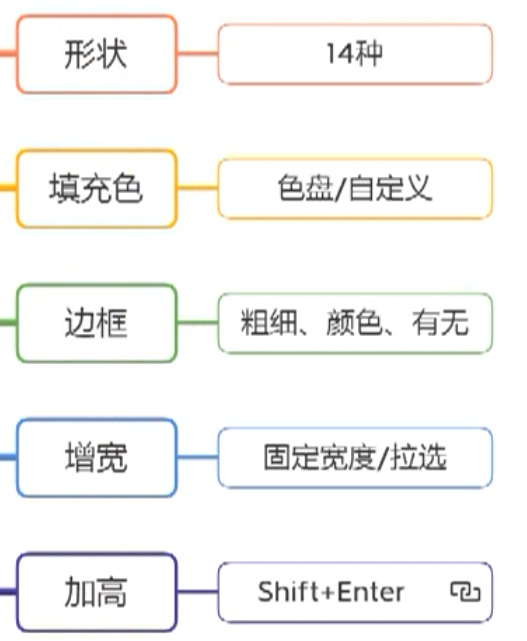 形状
14种
填充色
色盘/自定义
边框
粗细、颜色、有无
增宽
固定宽度/拉选
加高
Shift+Enter